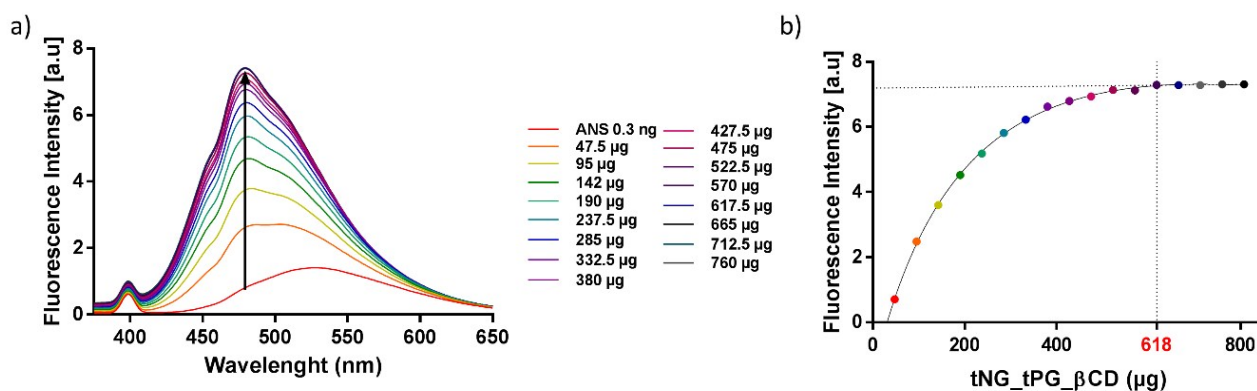 a)
Fluorescence Intensity [a.u]
8
6
4
2
0
400 450 500 550 600 650
Wavelenght (nm)
ANS 0.3 ng
47.5 µg
95 µg
142 µg
190 µg
237.5 µg
285 µg
332.5 µg
380 µg
427.5 µg
475 µg
522.5 µg
570 µg
617.5 µg
665 µg
712.5 µg
760 µg
b)
Fluorescence Intensity [a.u]
8
6
4
2
0
0 200 400 618 800
tNG_tPG_βCD (µg)